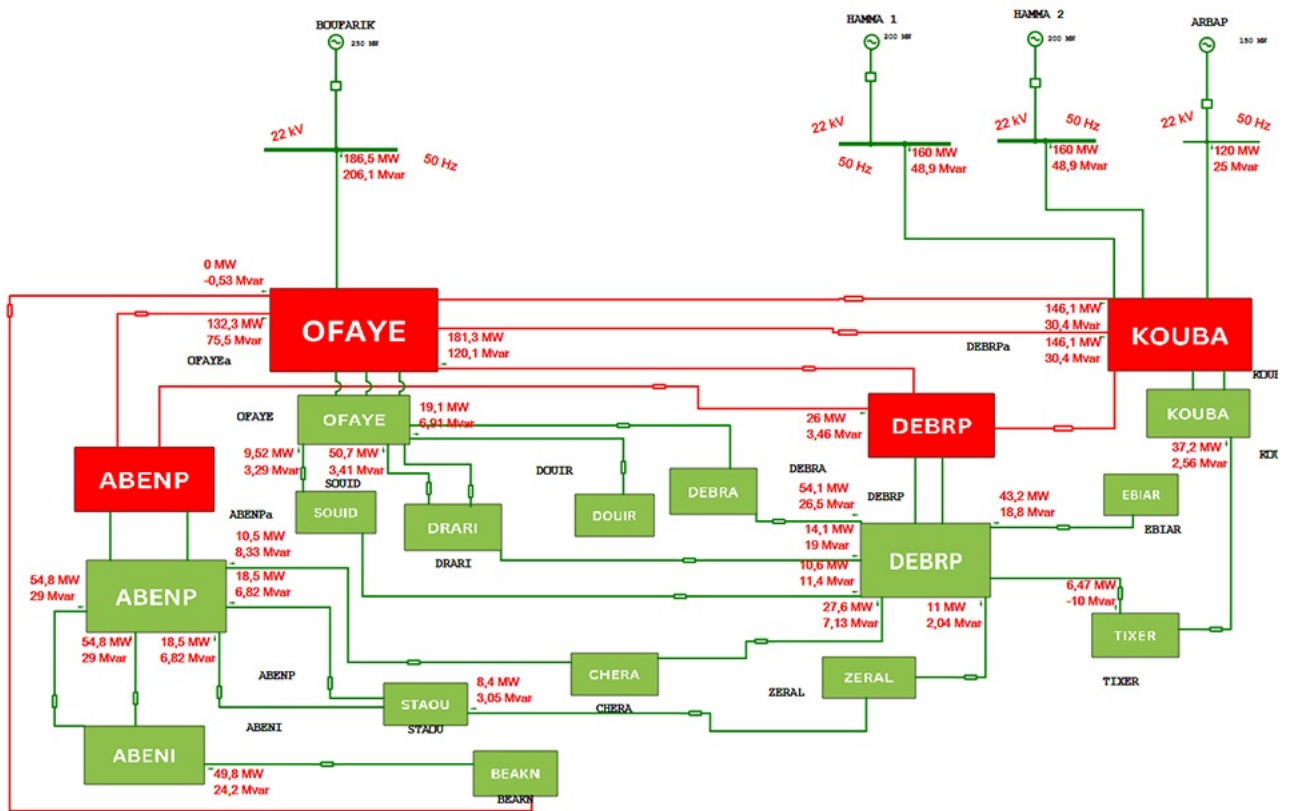 BOUFARIK
250 MW
HAMMA 1
200 MW
HAMMA 2
200 MW
ARBAP
150 MW
22 kV
50 Hz
186,5 MW
206,1 Mvar
22 kV
50 Hz
160 MW
48,9 Mvar
22 kV
50 Hz
160 MW
48,9 Mvar
22 kV
50 Hz
120 MW
25 Mvar
0 MW
-0,53 Mvar
132,3 MW
75,5 Mvar
OFAYEa
OFAYE
181,3 MW
120,1 Mvar
DEBRPa
146,1 MW
30,4 Mvar
146,1 MW
30,4 Mvar
KOUBA
OFAYE
OFAYE
19,1 MW
6,91 Mvar
26 MW
3,46 Mvar
DEBRP
KOUBA
37,2 MW
2,56 Mvar
9,52 MW
3,29 Mvar
50,7 MW
3,41 Mvar
ABENP
ABENPa
SOUID
SOUID
DRARI
DRARI
DOUIR
DOUIR
DEBRA
DEBRA
54,1 MW
26,5 Mvar
DEBRP
14,1 MW
19 Mvar
10,6 MW
11,4 Mvar
DEBRP
43,2 MW
18,8 Mvar
EBIAR
EBIAR
10,5 MW
8,33 Mvar
18,5 MW
6,82 Mvar
54,8 MW
29 Mvar
ABENP
54,8 MW
29 Mvar
18,5 MW
6,82 Mvar
27,6 MW
7,13 Mvar
11 MW
2,04 Mvar
6,47 MW
-10 Mvar
TIXER
TIXER
ABENP
CHERA
CHERA
ZERAL
ZERAL
8,4 MW
3,05 Mvar
STAOU
STAOU
ABENI
ABENI
49,8 MW
24,2 Mvar
BEAKN
BEAKN